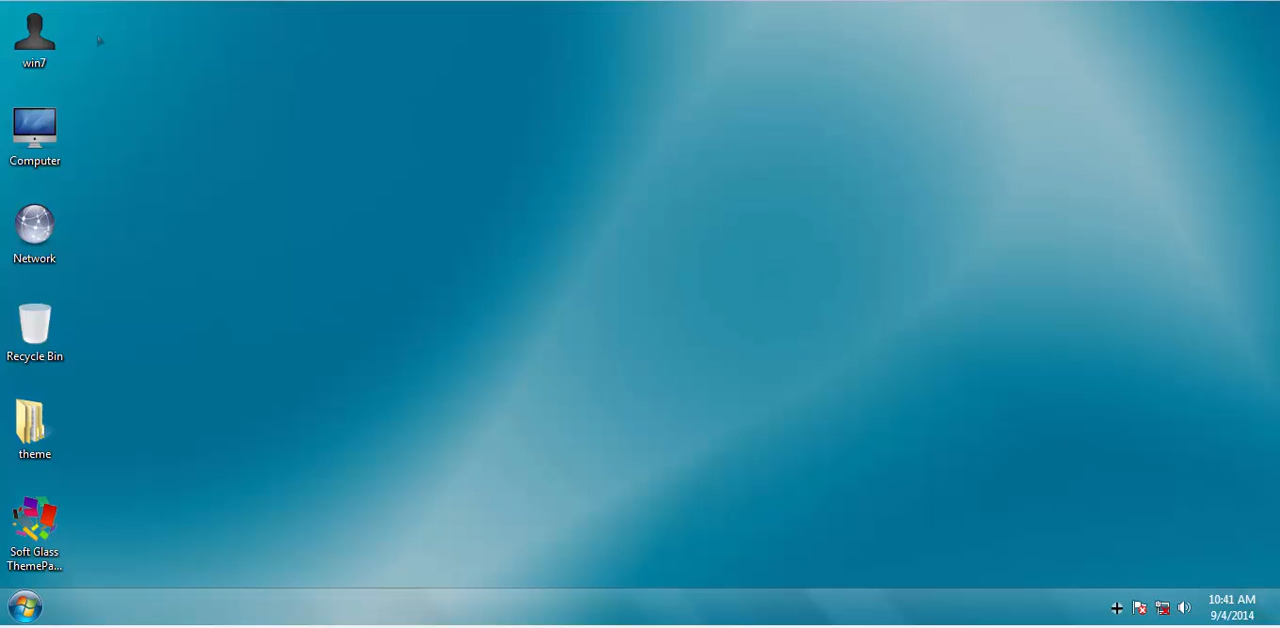 win7
Computer
Network
Recycle Bin
theme
Soft Glass
ThemePa...
10:41 AM
9/4/2014